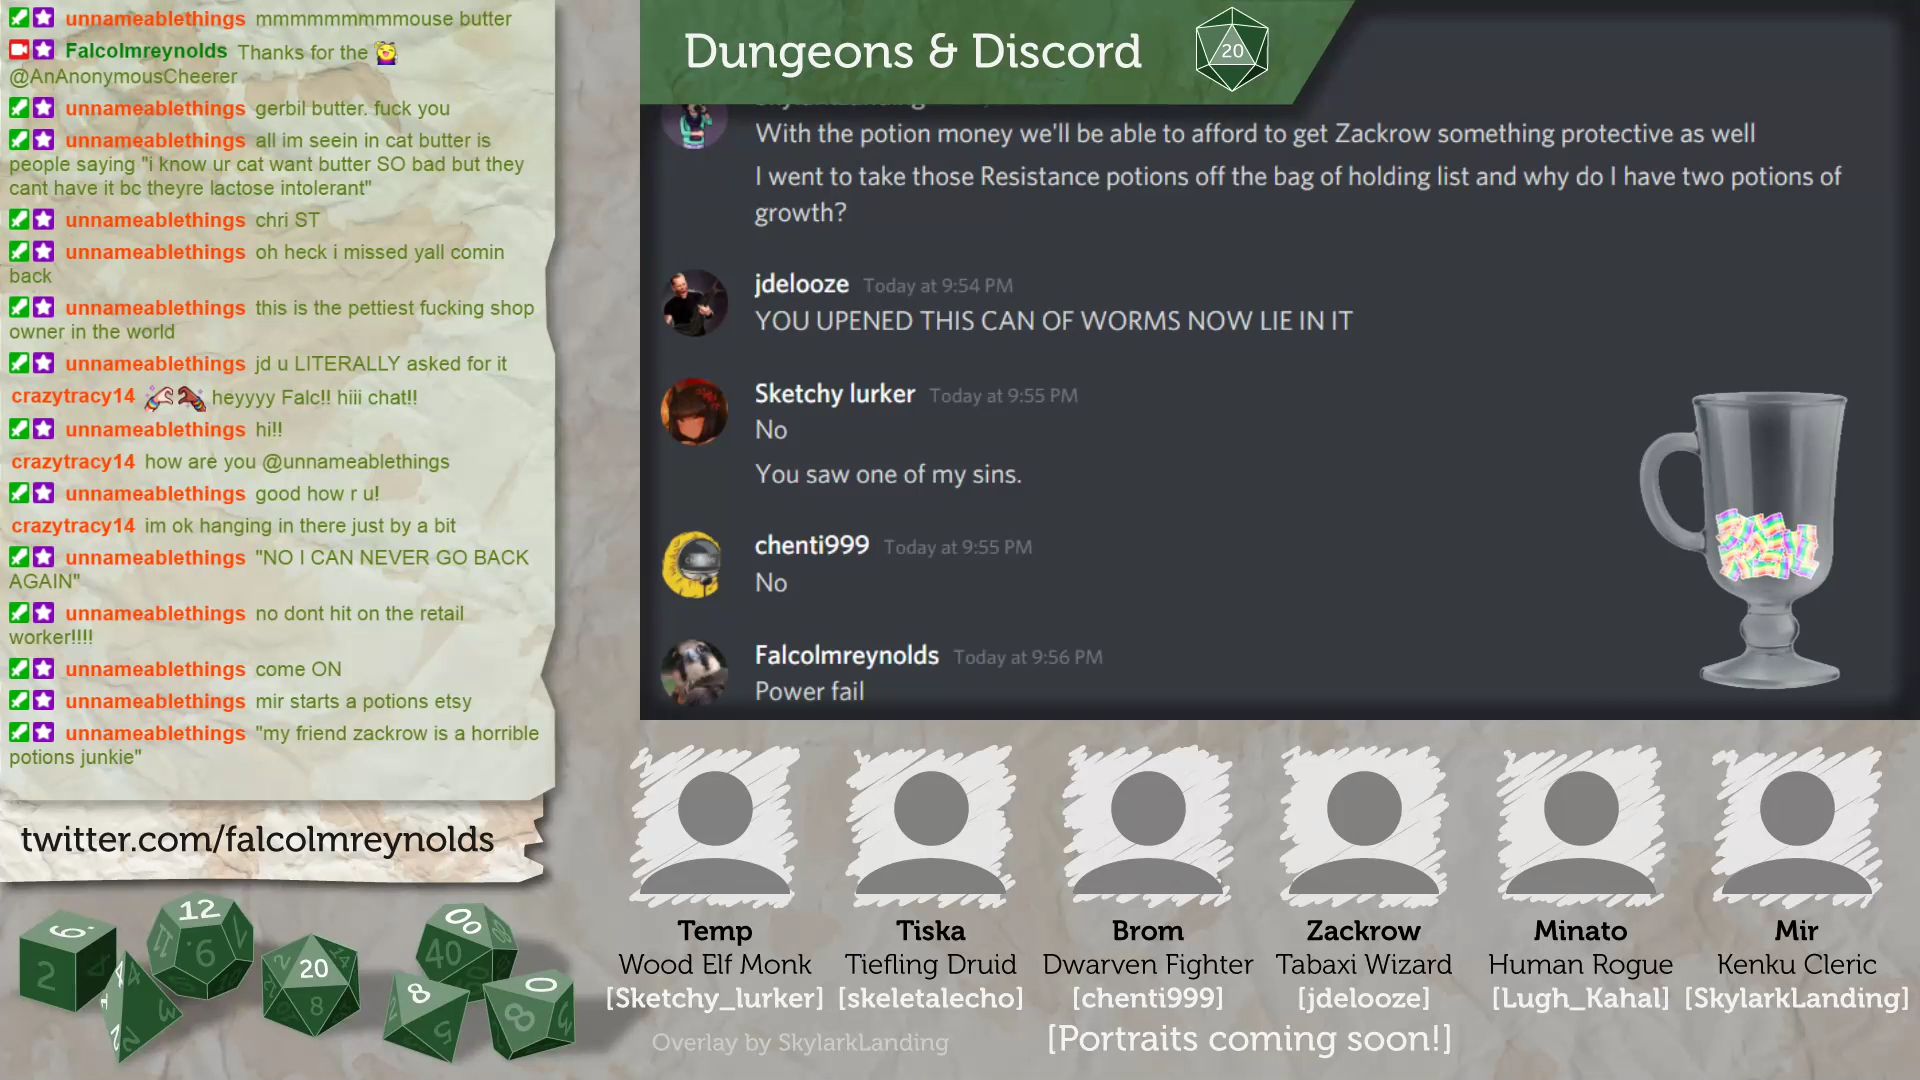 unnameablethings mmmmmmmmmouse butter
Falcolmreynolds Thanks for the
@AnAnonymousCheerer
unnameablethings gerbil butter. fuck you
unnameablethings all im seein in cat butter is
people saying "i know ur cat want butter SO bad but they
cant have it bc theyre lactose intolerant"
unnameablethings chri ST
unnameablethings oh heck i missed yall comin
back
unnameablethings this is the pettiest fucking shop
owner in the world
unnameablethings jd u LITERALLY asked for it
crazytracy14 heyyyy Falc!! hiii chat!!
unnameablethings hi!!
crazytracy14 how are you @unnameablethings
unnameablethings good how r u!
crazytracy14 im ok hanging in there just by a bit
unnameablethings "NO I CAN NEVER GO BACK
AGAIN"
unnameablethings no dont hit on the retail
worker!!!!
unnameablethings come ON
unnameablethings mir starts a potions etsy
unnameablethings "my friend zackrow is a horrible
potions junkie"
twitter.com/falcolmreynolds
Dungeons & Discord
20
With the potion money we'll be able to afford to get Zackrow something protective as well
I went to take those Resistance potions off the bag of holding list and why do I have two potions of
growth?
jdelooze Today at 9:54 PM
YOU UPENED THIS CAN OF WORMS NOW LIE IN IT
Sketchy lurker Today at 9:55 PM
No
You saw one of my sins.
chenti999 Today at 9:55 PM
No
Falcolmreynolds Today at 9:56 PM
Power fail
Temp
Wood Elf Monk
[Sketchy_lurker]
Tiska
Tiefling Druid
[skeletalecho]
Brom
Dwarven Fighter
[chenti999]
Zackrow
Tabaxi Wizard
[jdelooze]
Minato
Human Rogue
[Lugh_Kahal]
Mir
Kenku Cleric
[SkylarkLanding]
Overlay by SkylarkLanding
[Portraits coming soon!]
12
20
00
40
8
0